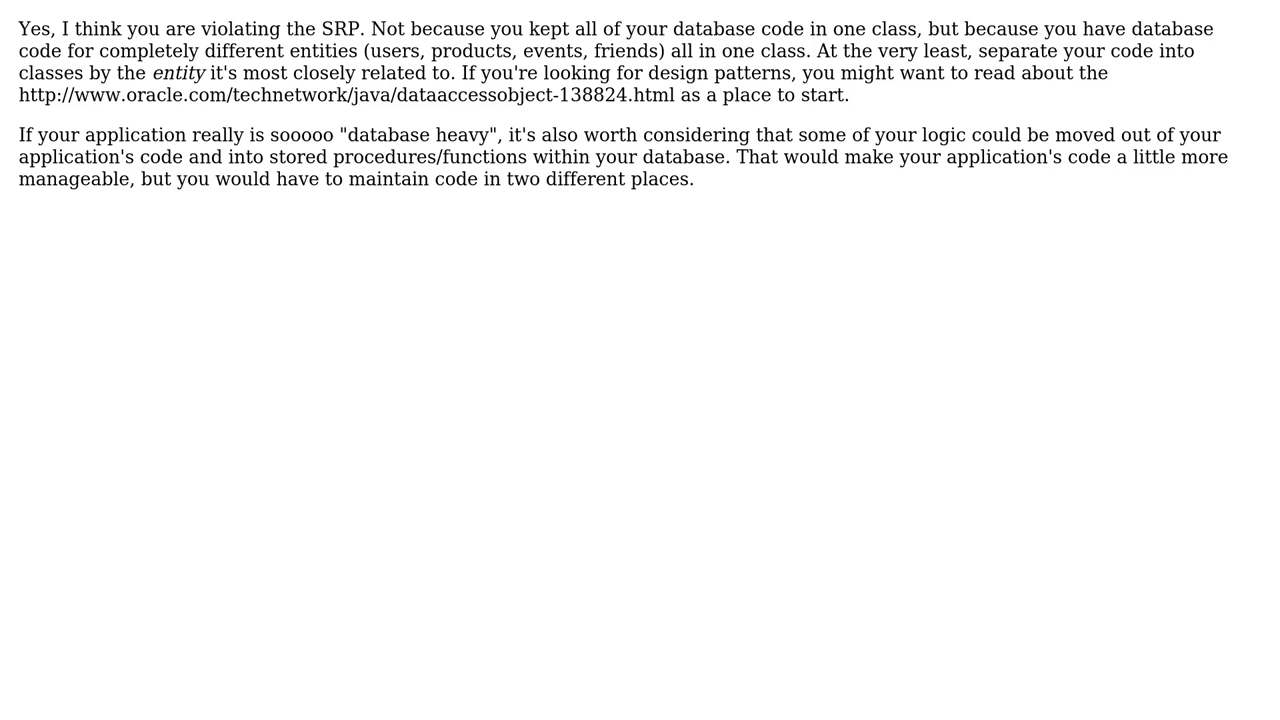 Yes, I think you are violating the SRP. Not because you kept all of your database code in one class, but because you have database
code for completely different entities (users, products, events, friends) all in one class. At the very least, separate your code into
classes by the entity it's most closely related to. If you're looking for design patterns, you might want to read about the
http://www.oracle.com/technetwork/java/dataaccessobject-138824.html as a place to start.
If your application really is sooooo "database heavy", it's also worth considering that some of your logic could be moved out of your
application's code and into stored procedures/functions within your database. That would make your application's code a little more
manageable, but you would have to maintain code in two different places.